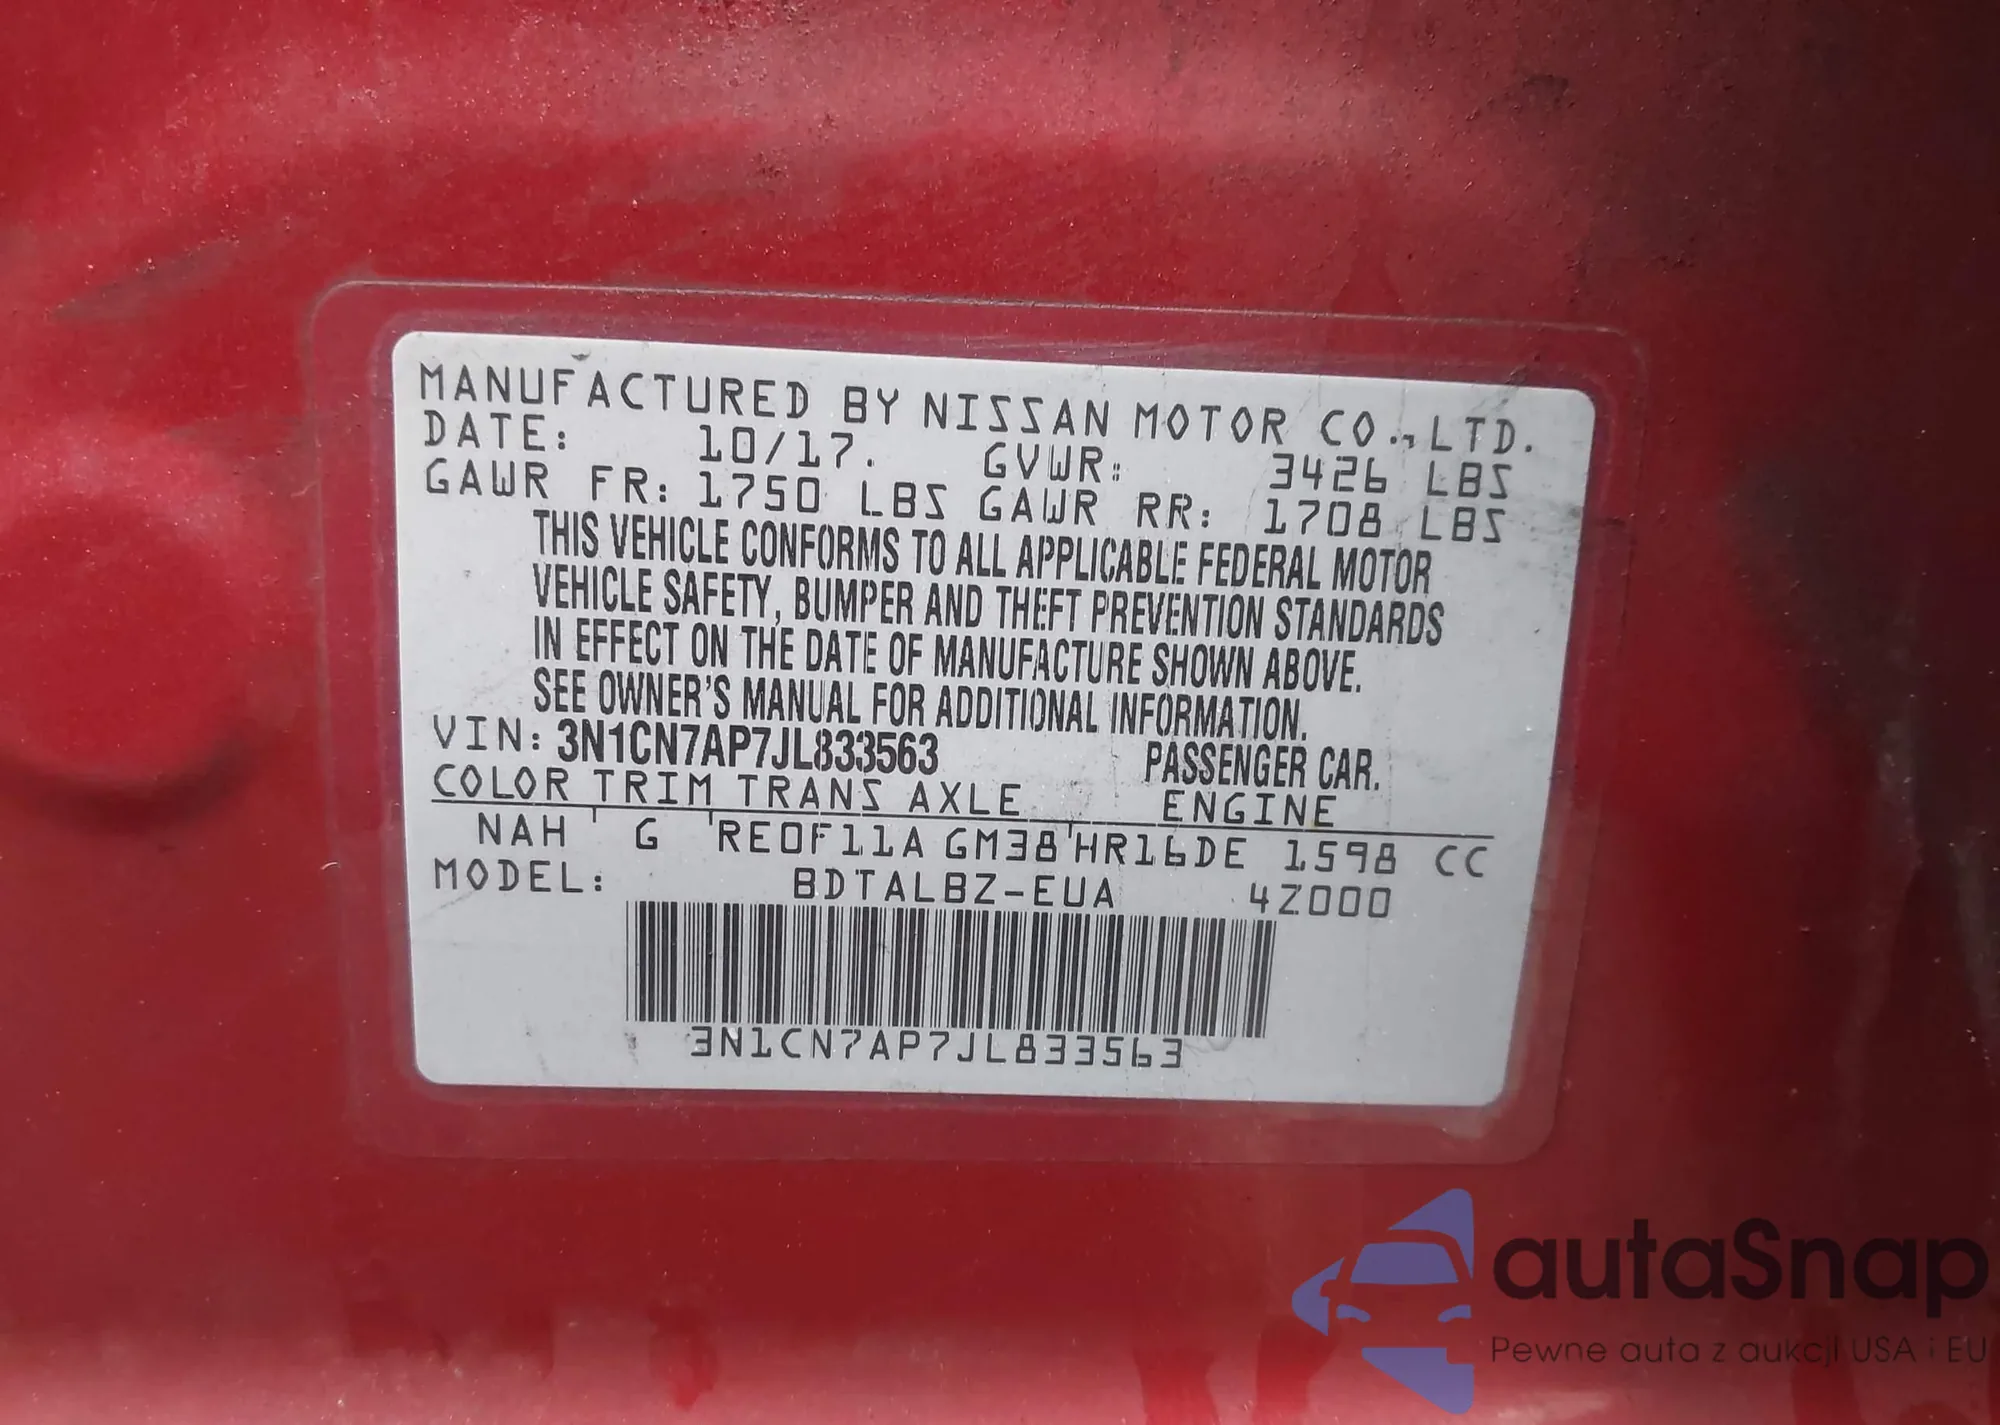 MANUFACTURED BY NISSAN MOTOR CO.,LTD.
DATE: 10/17. GVWR: 3426 LBS
GAWR FR: 1750 LBS GAWR RR: 1708 LBS
THIS VEHICLE CONFORMS TO ALL APPLICABLE FEDERAL MOTOR
VEHICLE SAFETY, BUMPER AND THEFT PREVENTION STANDARDS
IN EFFECT ON THE DATE OF MANUFACTURE SHOWN ABOVE.
SEE OWNER'S MANUAL FOR ADDITIONAL INFORMATION.
VIN: 3N1CN7AP7JL833563 PASSENGER CAR.
COLOR TRIM TRANS AXLE ENGINE
NAH G RE0F11A GM38 HR16DE 1598 CC
MODEL: BDTALBZ-EUA 4Z000
3N1CN7AP7JL833563
autaSnap
Pewne auta z aukcji USA i EU